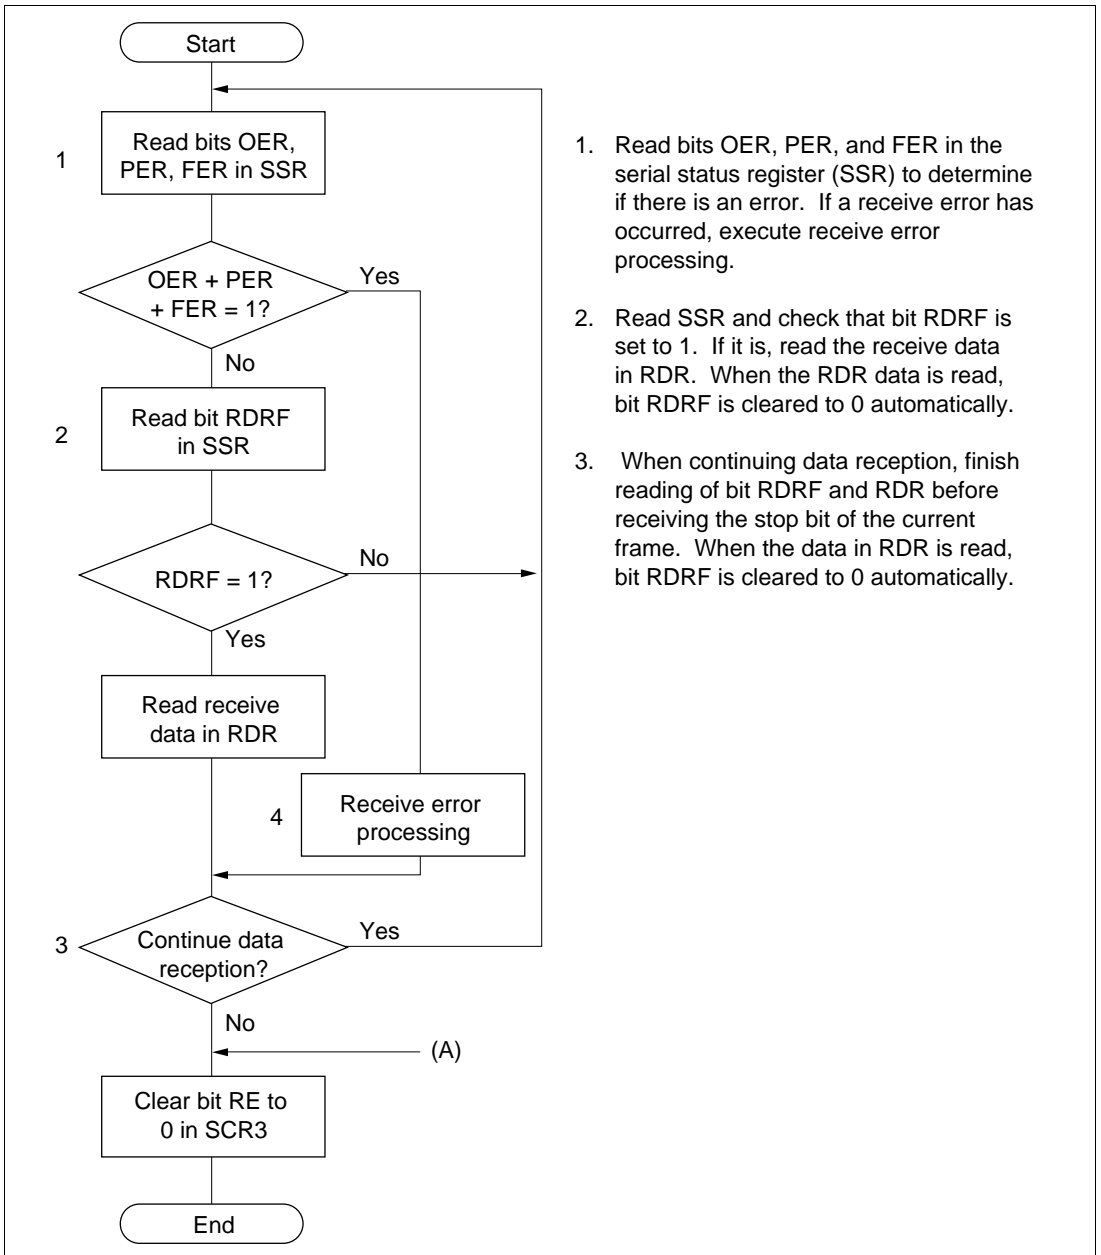 Start
1
Read bits OER,
PER, FER in SSR
OER + PER
+ FER = 1?
Yes
No
2
Read bit RDRF
in SSR
RDRF = 1?
No
Yes
Read receive
data in RDR
4
Receive error
processing
3
Continue data
reception?
Yes
No
(A)
Clear bit RE to
0 in SCR3
End
1. Read bits OER, PER, and FER in the
serial status register (SSR) to determine
if there is an error. If a receive error has
occurred, execute receive error
processing.
2. Read SSR and check that bit RDRF is
set to 1. If it is, read the receive data
in RDR. When the RDR data is read,
bit RDRF is cleared to 0 automatically.
3. When continuing data reception, finish
reading of bit RDRF and RDR before
receiving the stop bit of the current
frame. When the data in RDR is read,
bit RDRF is cleared to 0 automatically.